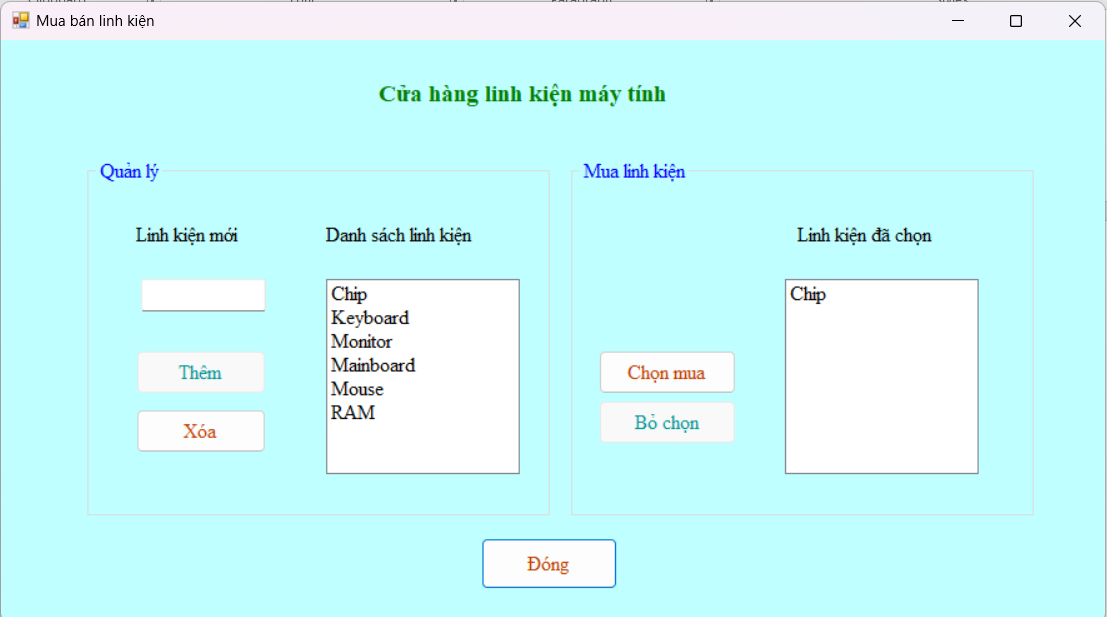 Mua bán linh kiện
Cửa hàng linh kiện máy tính
Quản lý
Linh kiện mới
Danh sách linh kiện
Chip
Keyboard
Monitor
Mainboard
Mouse
RAM
Thêm
Xóa
Mua linh kiện
Linh kiện đã chọn
Chip
Chọn mua
Bỏ chọn
Đóng